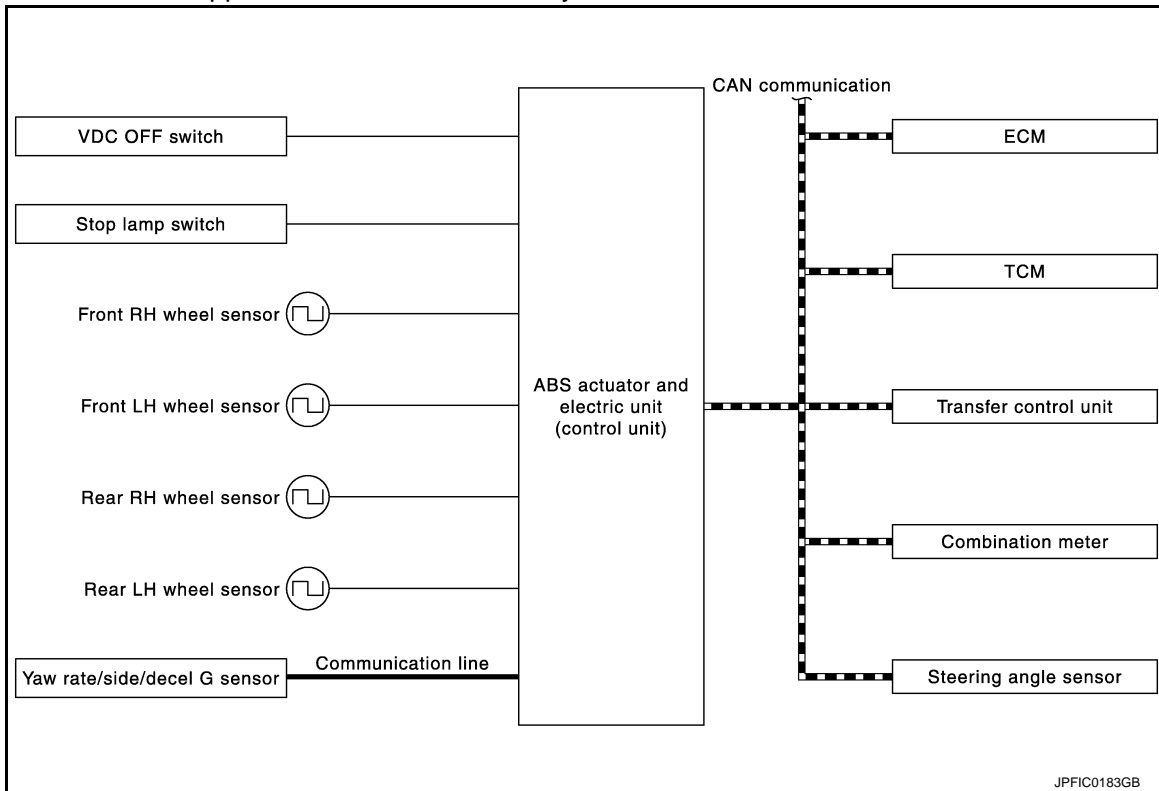 CAN communication
VDC OFF switch
ECM
Stop lamp switch
TCM
Front RH wheel sensor
Front LH wheel sensor
ABS actuator and
electric unit
(control unit)
Transfer control unit
Rear RH wheel sensor
Combination meter
Rear LH wheel sensor
Communication line
Yaw rate/side/decel G sensor
Steering angle sensor
JPFIC0183GB